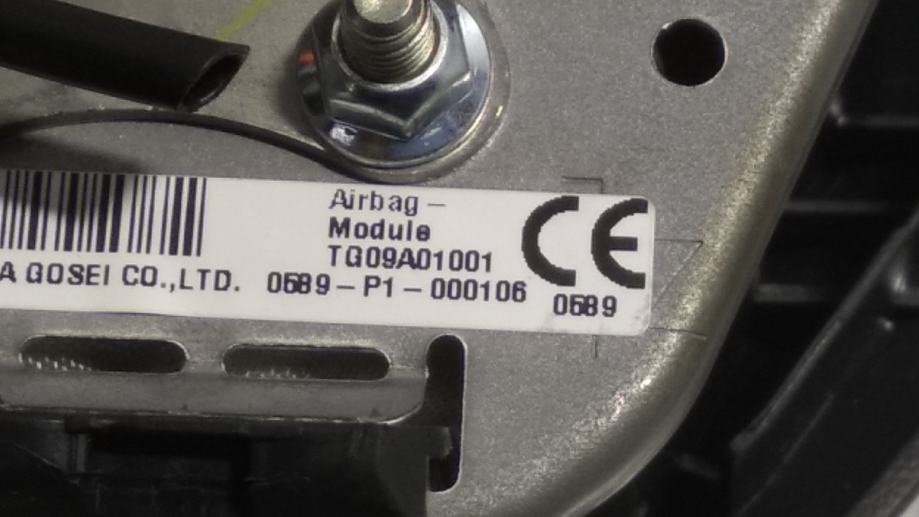 Airbag –
Module
TG09A01001
A GOSEI CO.,LTD. 0589 – P1 – 000106
CE
0589